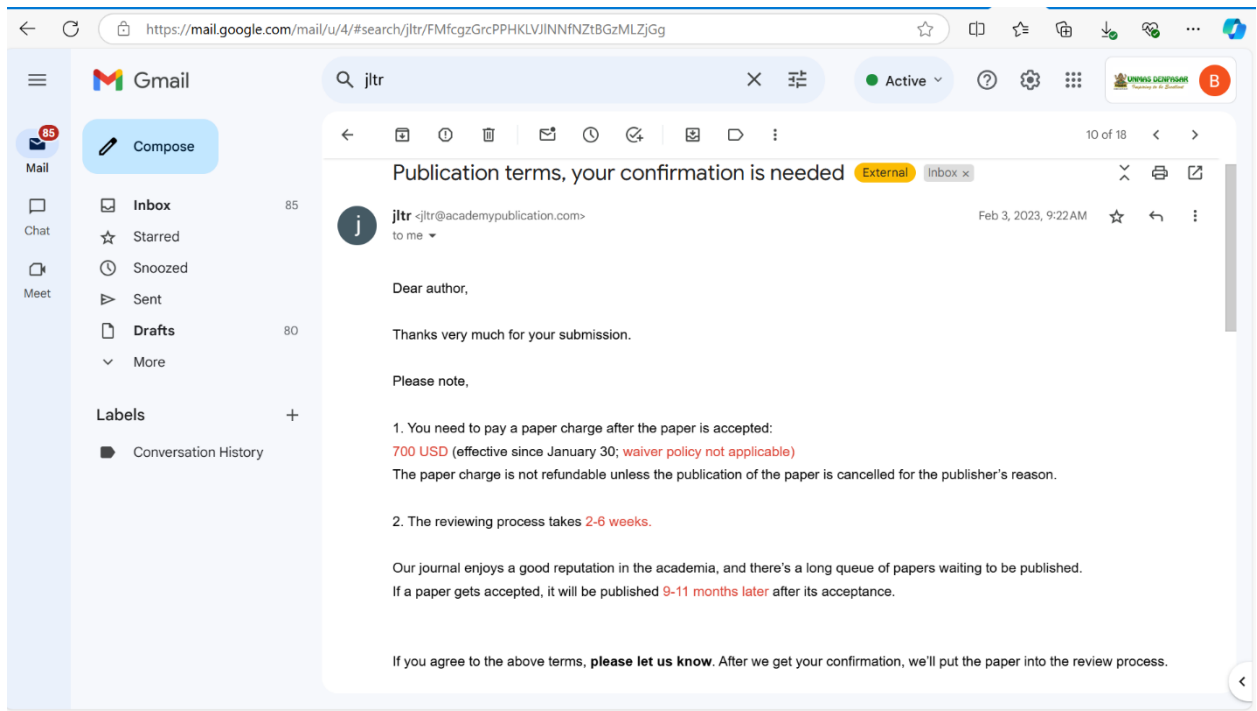 https://mail.google.com/mail/u/4/#search/jltr/FMfcgzGrcPPHKLVJlNNfNZtBGzMLZjGg
Gmail
jltr
Active
UNMAS DENPASAR
B
85
Mail
Chat
Meet
Compose
Inbox 85
Starred
Snoozed
Sent
Drafts 80
More
Labels
Conversation History
10 of 18
Publication terms, your confirmation is needed External Inbox x
j
jltr <jltr@academypublication.com> Feb 3, 2023, 9:22 AM
to me
Dear author,
Thanks very much for your submission.
Please note,
1. You need to pay a paper charge after the paper is accepted:
700 USD (effective since January 30; waiver policy not applicable)
The paper charge is not refundable unless the publication of the paper is cancelled for the publisher's reason.
2. The reviewing process takes 2-6 weeks.
Our journal enjoys a good reputation in the academia, and there's a long queue of papers waiting to be published.
If a paper gets accepted, it will be published 9-11 months later after its acceptance.
If you agree to the above terms, please let us know. After we get your confirmation, we'll put the paper into the review process.